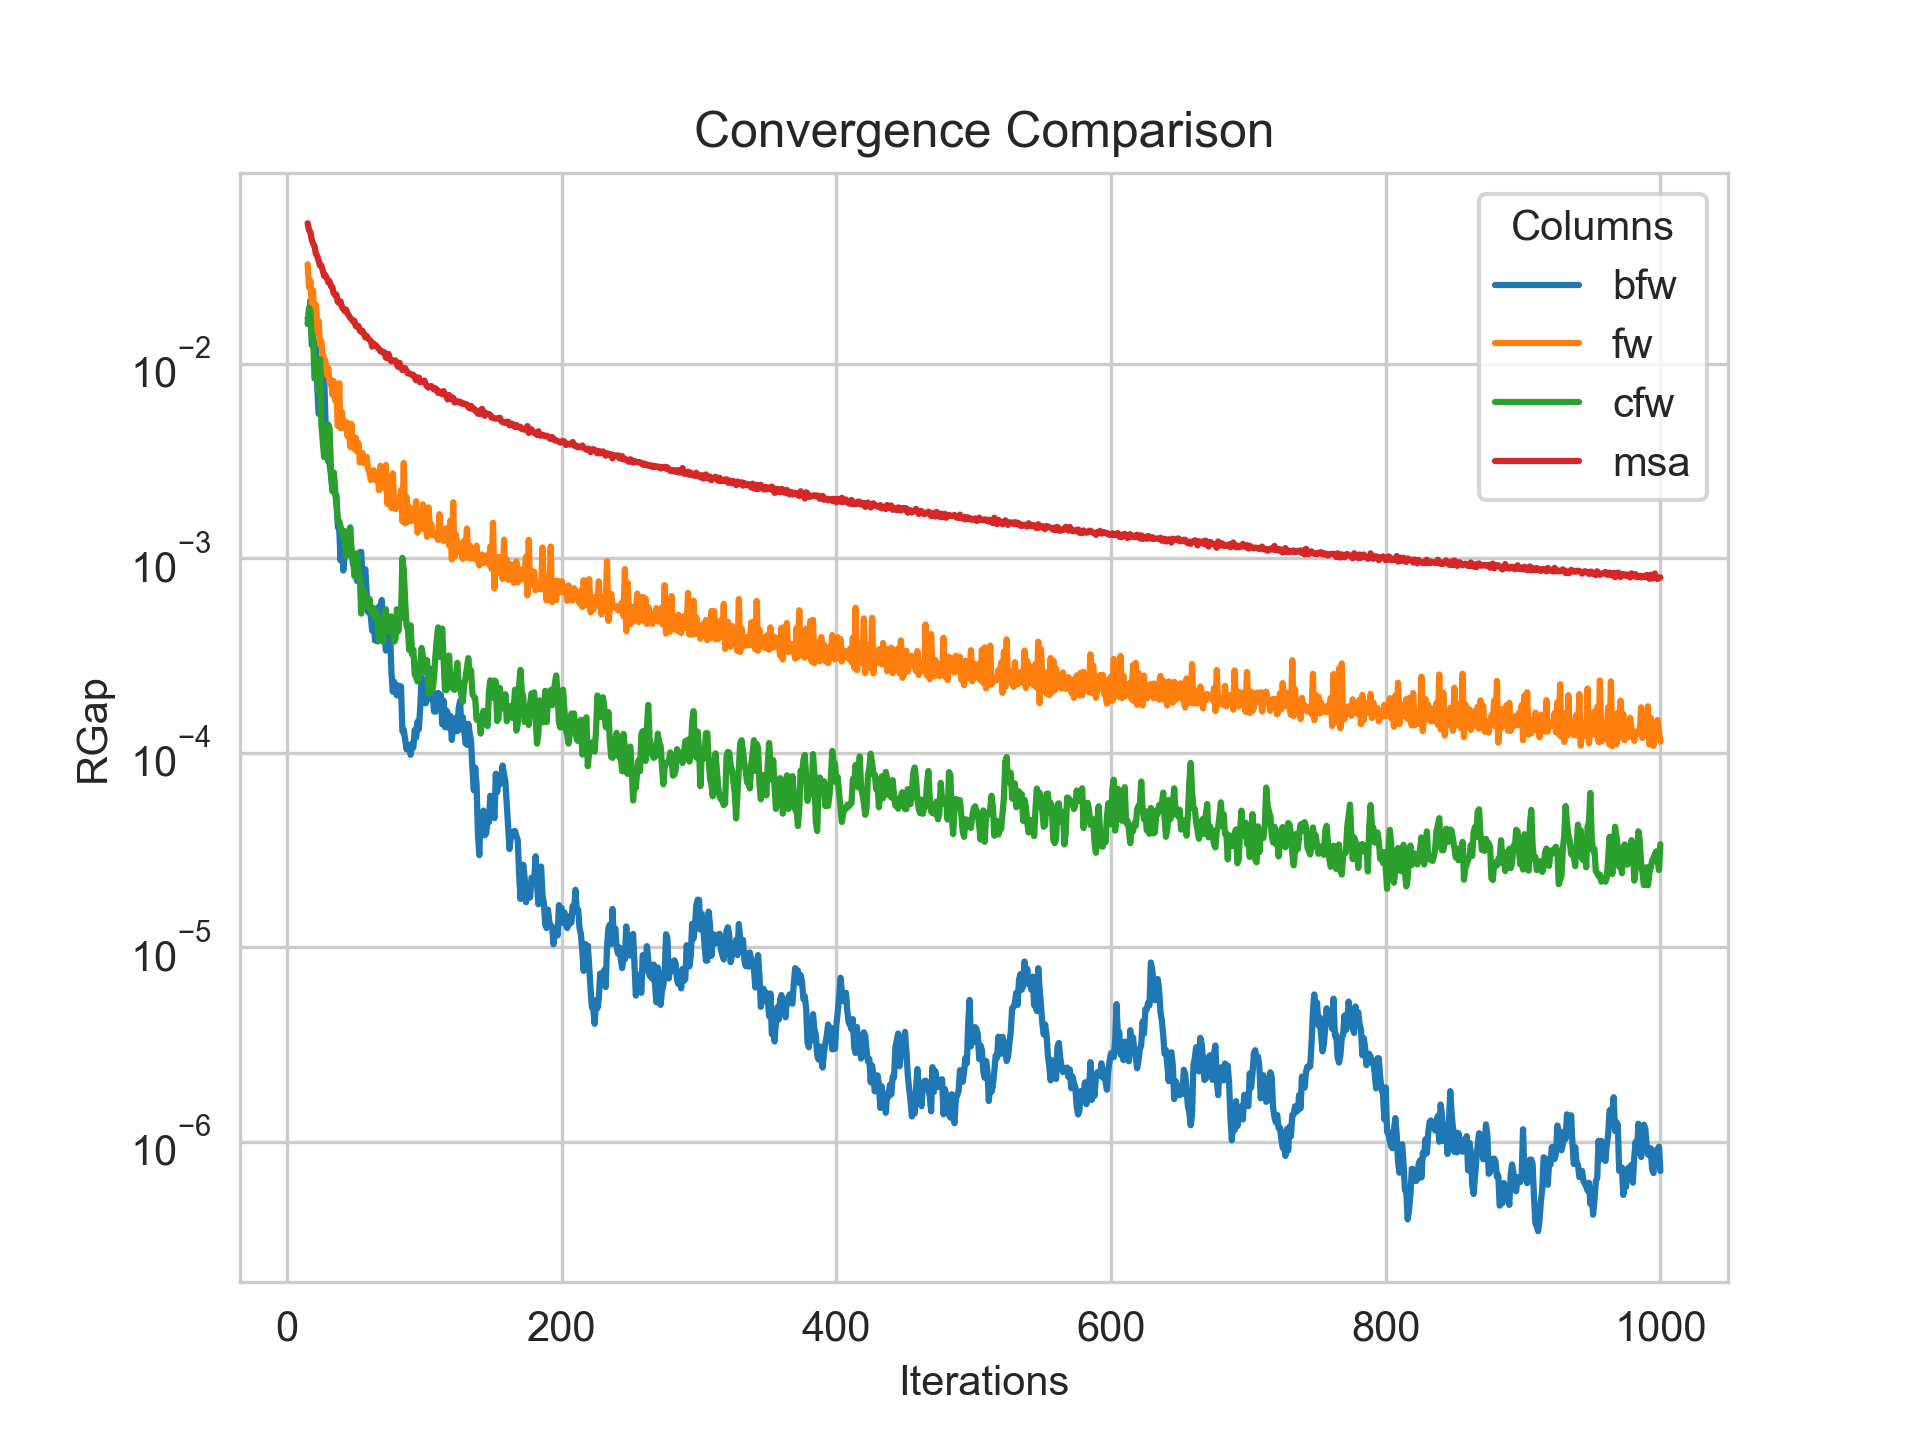 Convergence Comparison
Columns
bfw
fw
cfw
msa
RGap
10⁻²
10⁻³
10⁻⁴
10⁻⁵
10⁻⁶
0 200 400 600 800 1000
Iterations